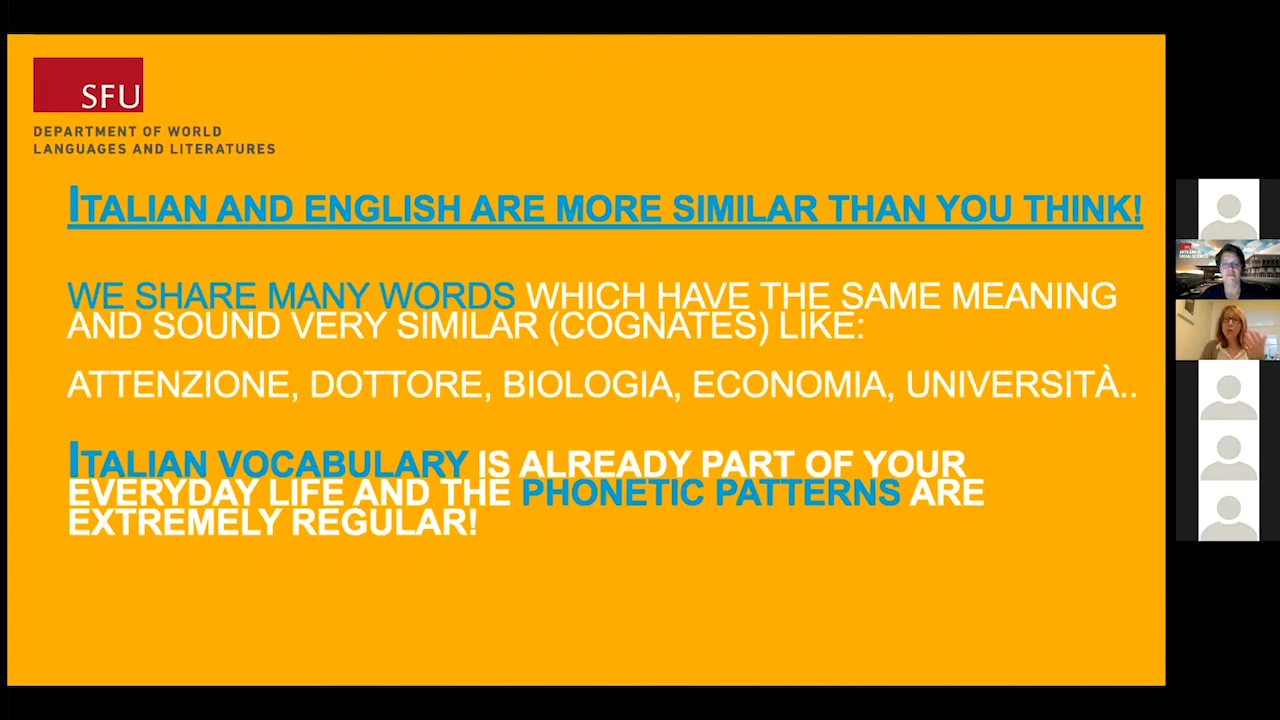 SFU
DEPARTMENT OF WORLD
LANGUAGES AND LITERATURES
ITALIAN AND ENGLISH ARE MORE SIMILAR THAN YOU THINK!
WE SHARE MANY WORDS WHICH HAVE THE SAME MEANING
AND SOUND VERY SIMILAR (COGNATES) LIKE:
ATTENZIONE, DOTTORE, BIOLOGIA, ECONOMIA, UNIVERSITÀ..
ITALIAN VOCABULARY IS ALREADY PART OF YOUR
EVERYDAY LIFE AND THE PHONETIC PATTERNS ARE
EXTREMELY REGULAR!